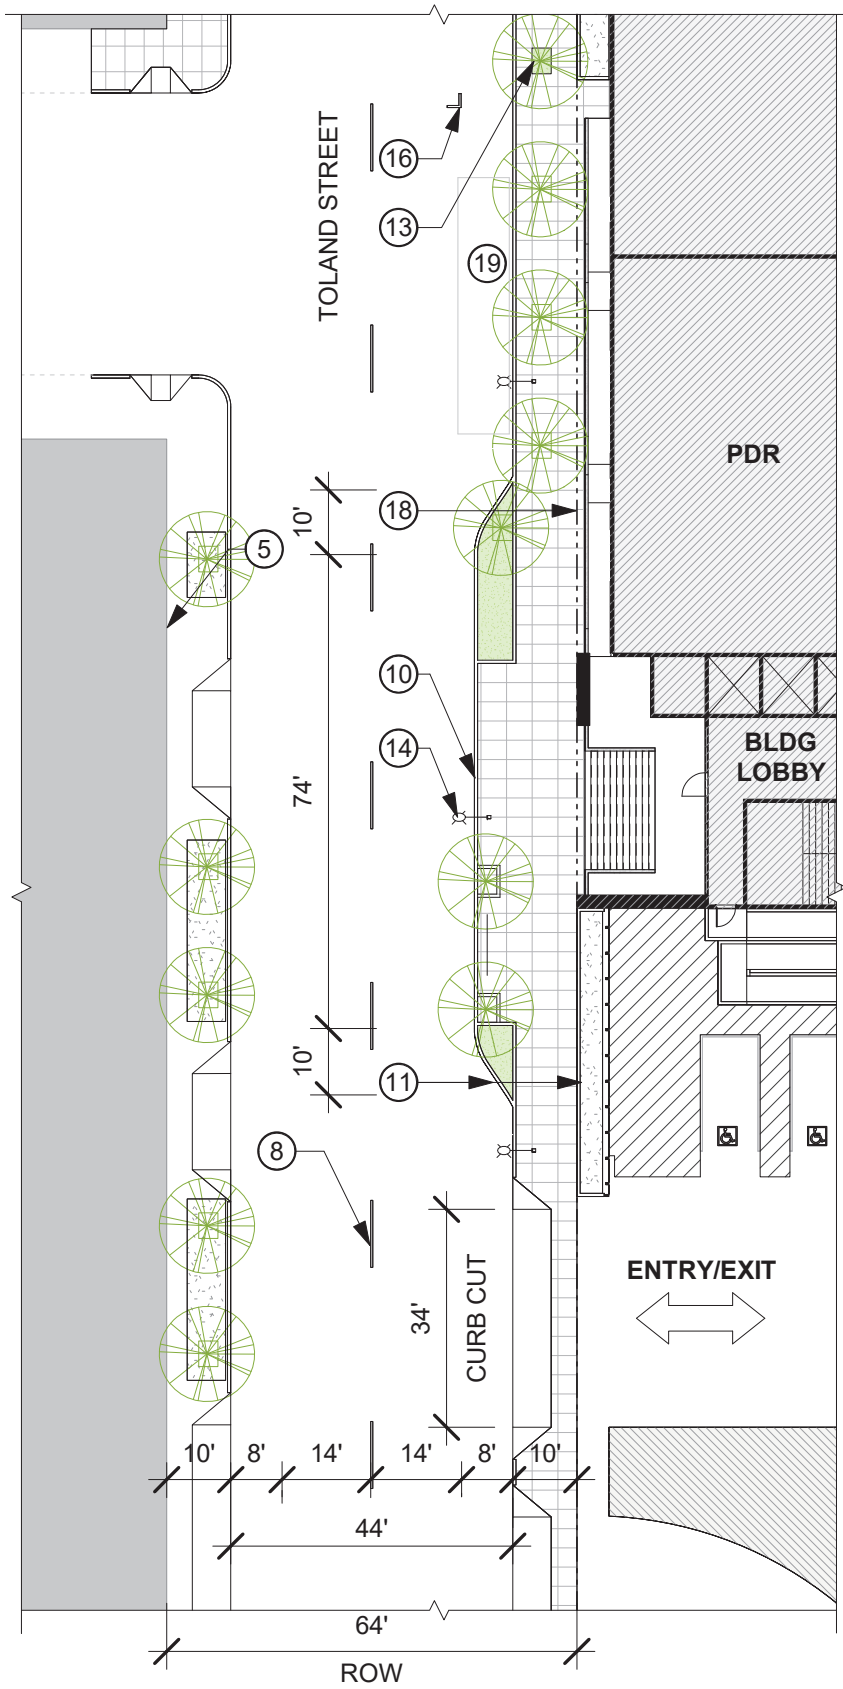 TOLAND STREET
16
13
19
PDR
10'
18
5
10
14
74'
BLDG
LOBBY
10'
11
8
ENTRY/EXIT
34'
CURB CUT
10' 8' 14' 14' 8' 10'
44'
64'
ROW